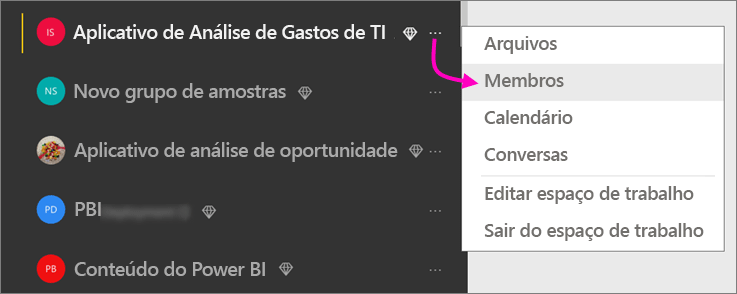 IS Aplicativo de Análise de Gastos de TI ...
NS Novo grupo de amostras ...
Aplicativo de análise de oportunidade ...
PD PBI ...
PB Conteúdo do Power BI ...
Arquivos
Membros
Calendário
Conversas
Editar espaço de trabalho
Sair do espaço de trabalho